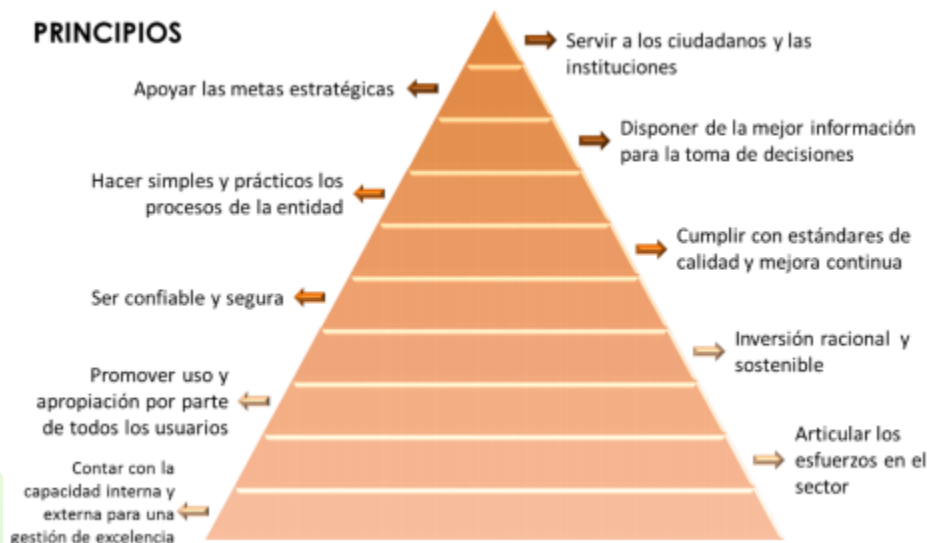 PRINCIPIOS
Servir a los ciudadanos y las
instituciones
Apoyar las metas estratégicas
Disponer de la mejor información
para la toma de decisiones
Hacer simples y prácticos los
procesos de la entidad
Cumplir con estándares de
calidad y mejora continua
Ser confiable y segura
Inversión racional y
sostenible
Promover uso y
apropiación por parte
de todos los usuarios
Articular los
esfuerzos en el
sector
Contar con la
capacidad interna y
externa para una
gestión de excelencia